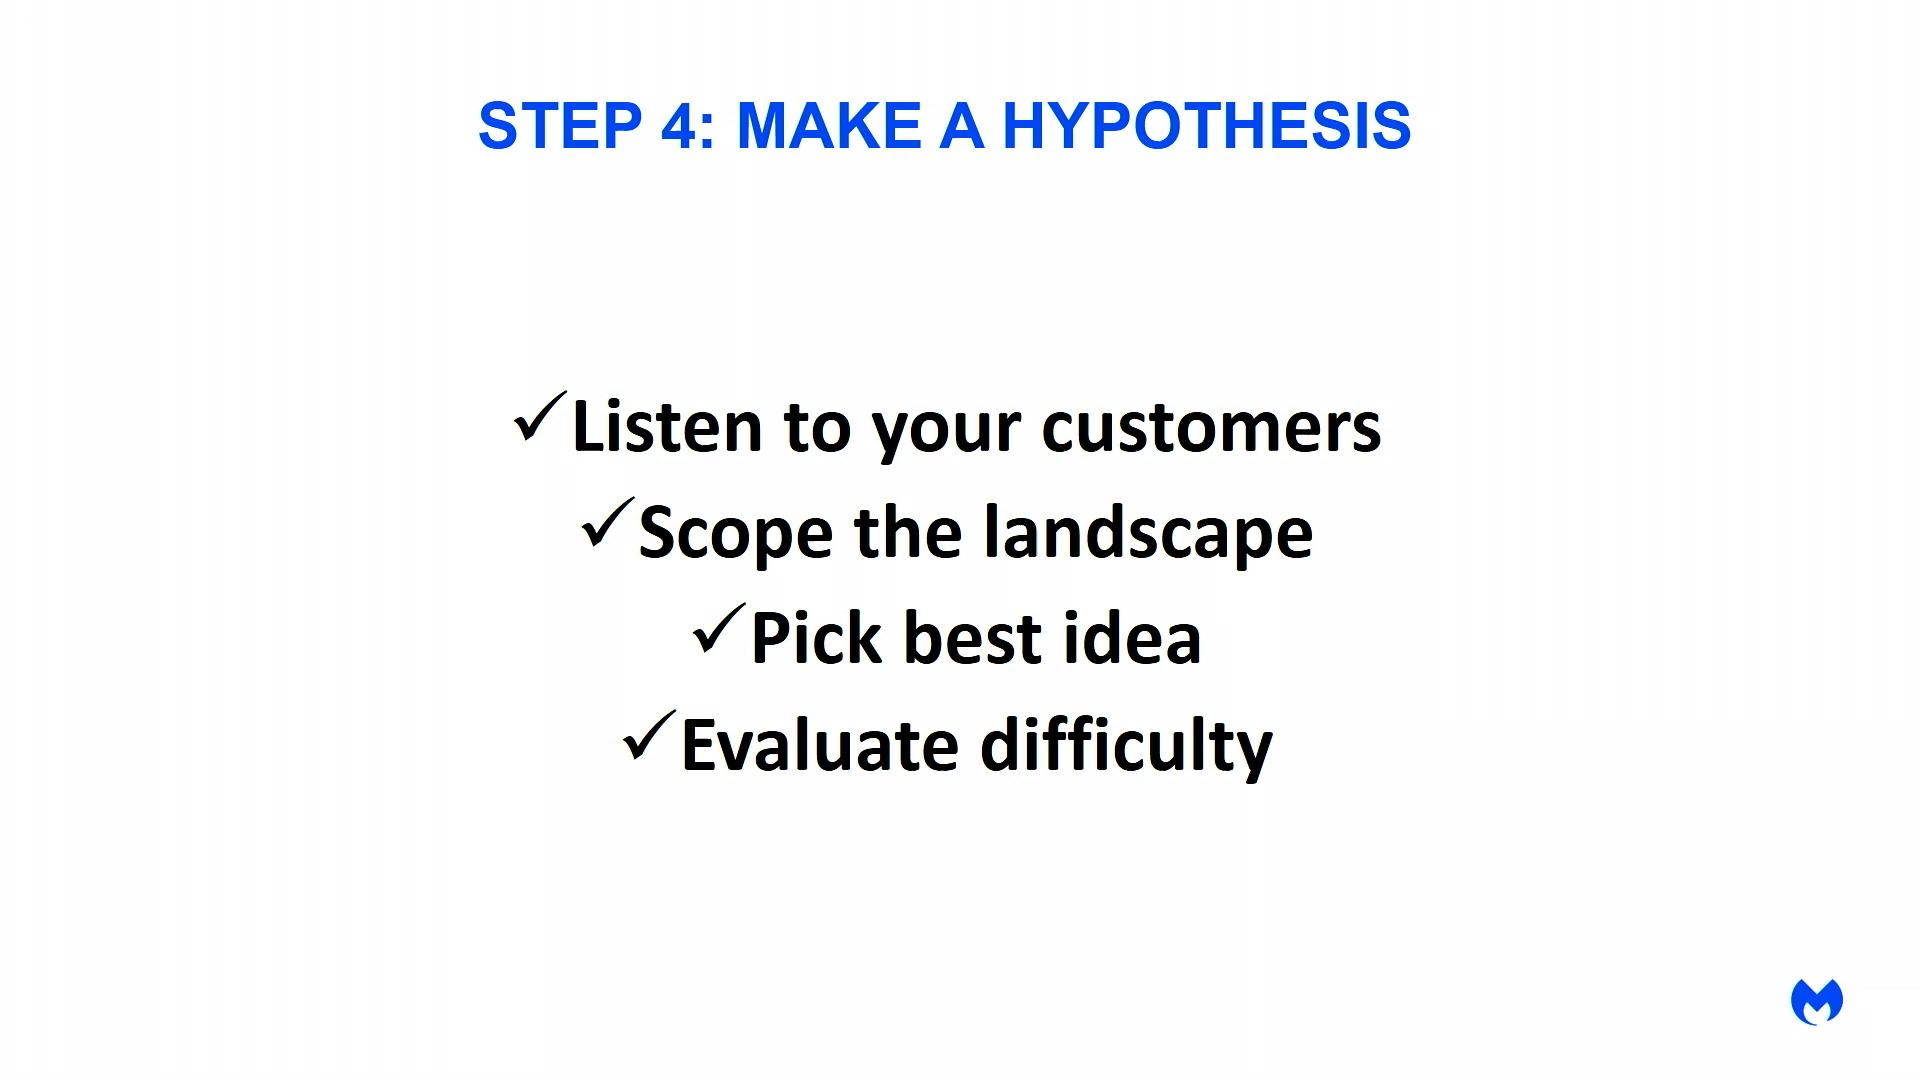 STEP 4: MAKE A HYPOTHESIS
✓Listen to your customers
✓Scope the landscape
✓Pick best idea
✓Evaluate difficulty